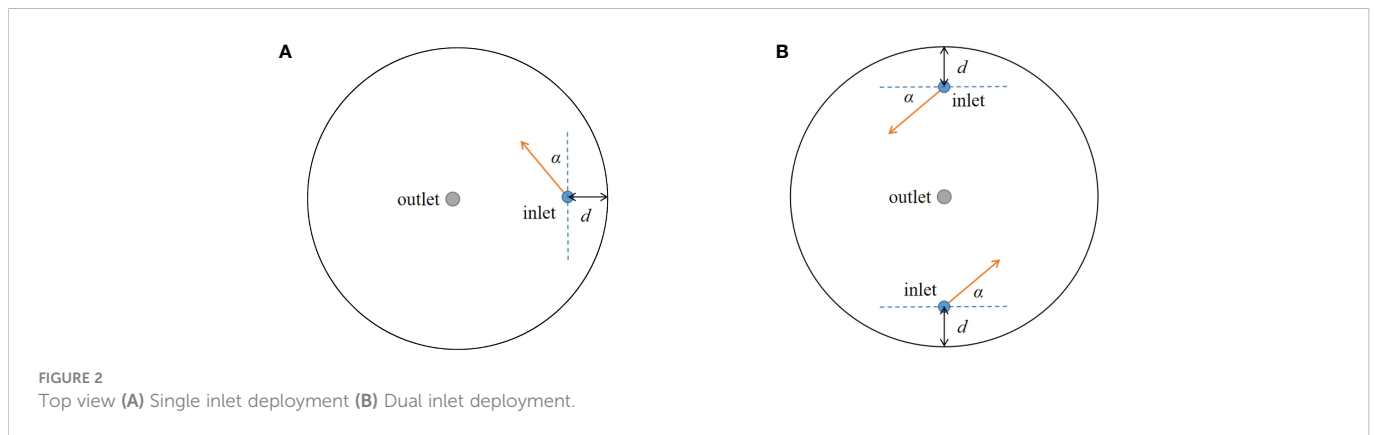 A
α
outlet
inlet
d
B
d
α
inlet
outlet
inlet
α
d
FIGURE 2
Top view (A) Single inlet deployment (B) Dual inlet deployment.